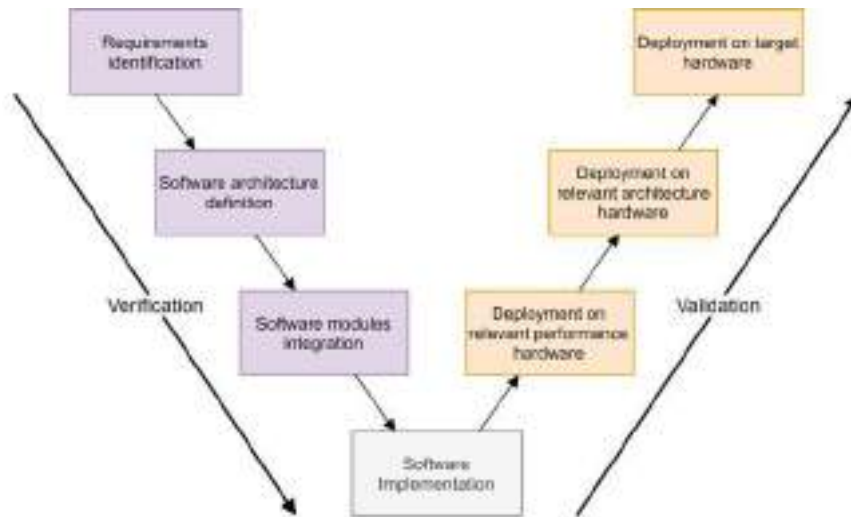 Requirements
identification
Deployment on target
hardware
Software architecture
definition
Deployment on
relevant architecture
hardware
Verification
Software modules
integration
Deployment on
relevant performance
hardware
Validation
Software
Implementation